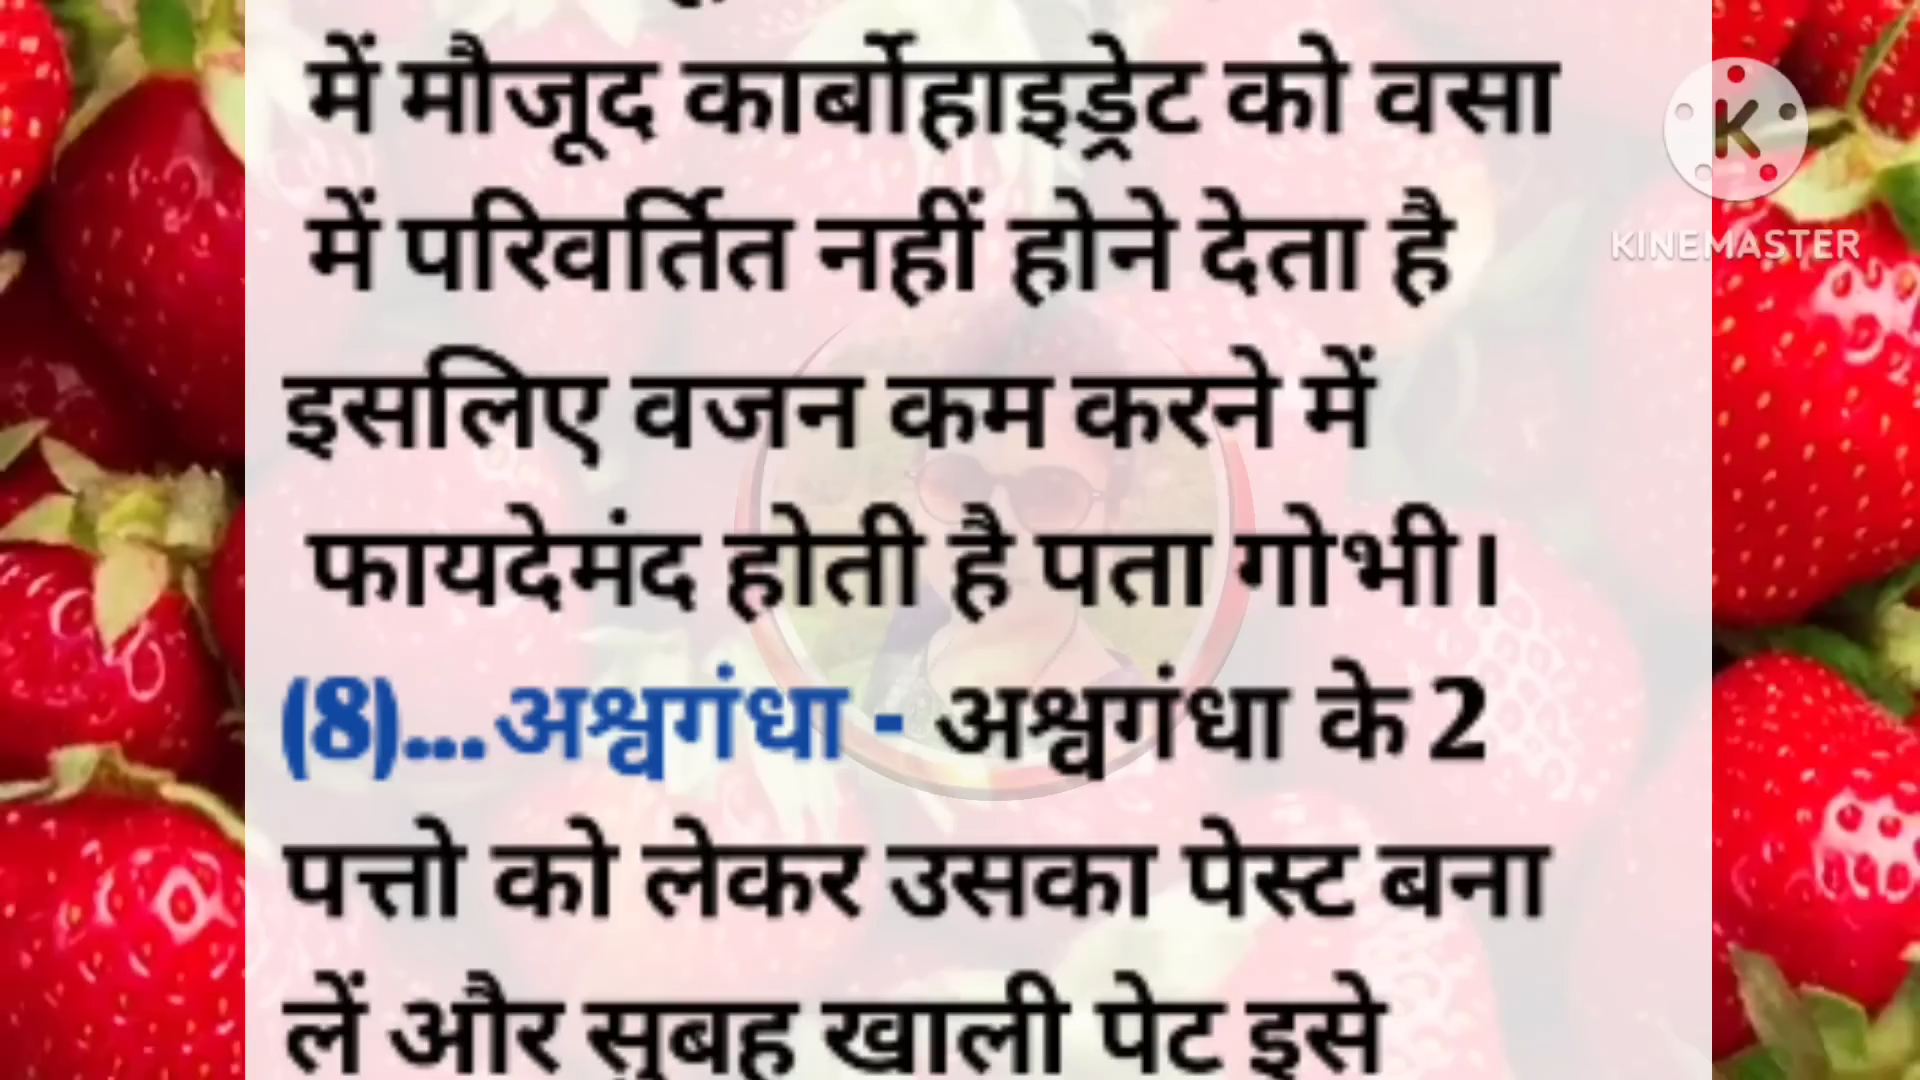 में मौजूद कार्बोहाइड्रेट को वसा
में परिवर्तित नहीं होने देता है
इसलिए वजन कम करने में
फायदेमंद होती है पता गोभी।
(8)...अश्वगंधा - अश्वगंधा के 2
पत्तो को लेकर उसका पेस्ट बना
लें और सुबह खाली पेट इसे
K
KINEMASTER